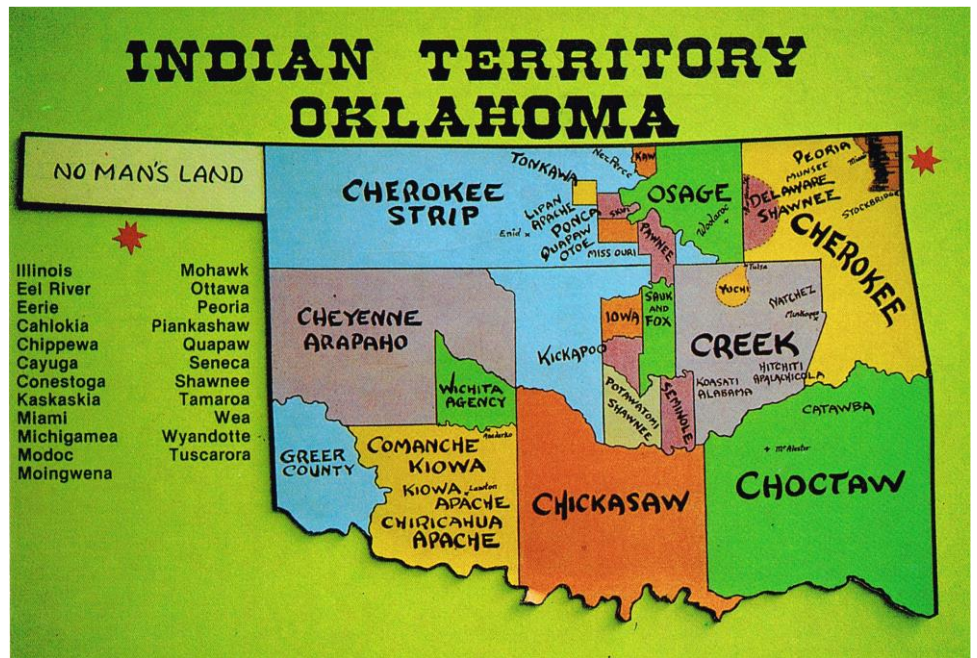 INDIAN TERRITORY
OKLAHOMA
NO MAN'S LAND
CHEROKEE
STRIP
TONKAWA
Nez Perce
KAW
OSAGE
Woolaroc
PEORIA
MUNSEE
DELAWARE
SHAWNEE
STOCKBRIDGE
CHEROKEE
LIPAN
APACHE
Enid
PONCA
QUAPAW
OTOE
MISSOURI
PAWNEE
CHEYENNE
ARAPAHO
KICKAPOO
IOWA
SAUK
AND
FOX
Tulsa
YUCHI
NATCHEZ
CREEK
HITCHITI
APALACHICOLA
KOASATI
ALABAMA
WICHITA
AGENCY
POTAWATOMI
SHAWNEE
SEMINOLE
GREER
COUNTY
COMANCHE
KIOWA
KIOWA
Lawton
APACHE
CHIRICAHUA
APACHE
CHICKASAW
CATAWBA
McAlester
CHOCTAW
Illinois
Eel River
Eerie
Cahlokia
Chippewa
Cayuga
Conestoga
Kaskaskia
Miami
Michigamea
Modoc
Moingwena
Mohawk
Ottawa
Peoria
Piankashaw
Quapaw
Seneca
Shawnee
Tamaroa
Wea
Wyandotte
Tuscarora